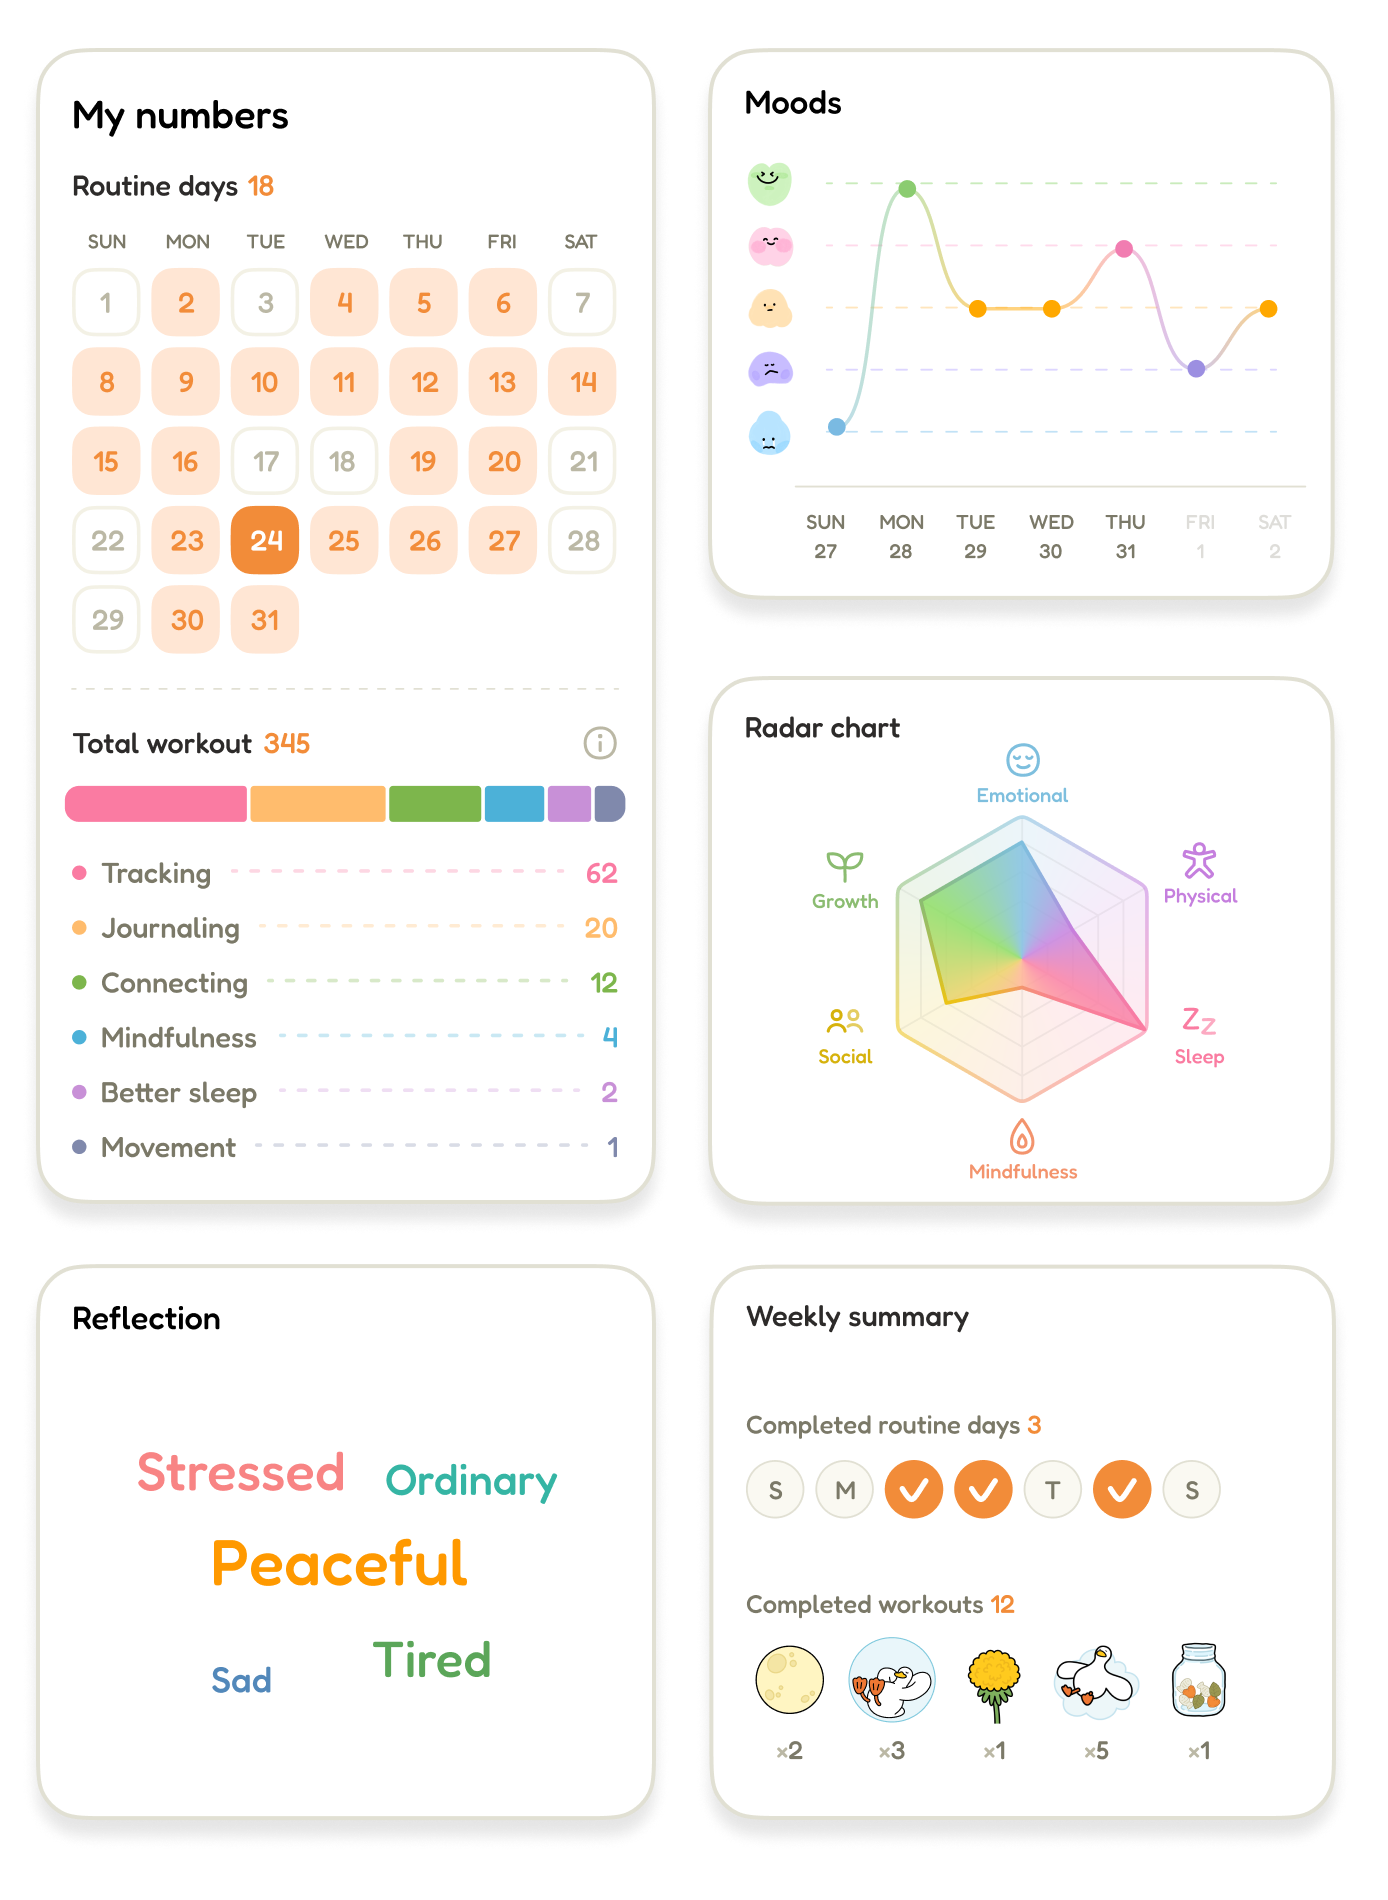 My numbers
Routine days 18
SUN MON TUE WED THU FRI SAT
1 2 3 4 5 6 7
8 9 10 11 12 13 14
15 16 17 18 19 20 21
22 23 24 25 26 27 28
29 30 31
Total workout 345
Tracking 62
Journaling 20
Connecting 12
Mindfulness 4
Better sleep 2
Movement 1
Moods
SUN MON TUE WED THU FRI SAT
27 28 29 30 31 1 2
Radar chart
Emotional
Physical
Growth
Zz
Social
Sleep
Mindfulness
Reflection
Stressed
Ordinary
Peaceful
Tired
Sad
Weekly summary
Completed routine days 3
S M T S
Completed workouts 12
×2 ×3 ×1 ×5 ×1